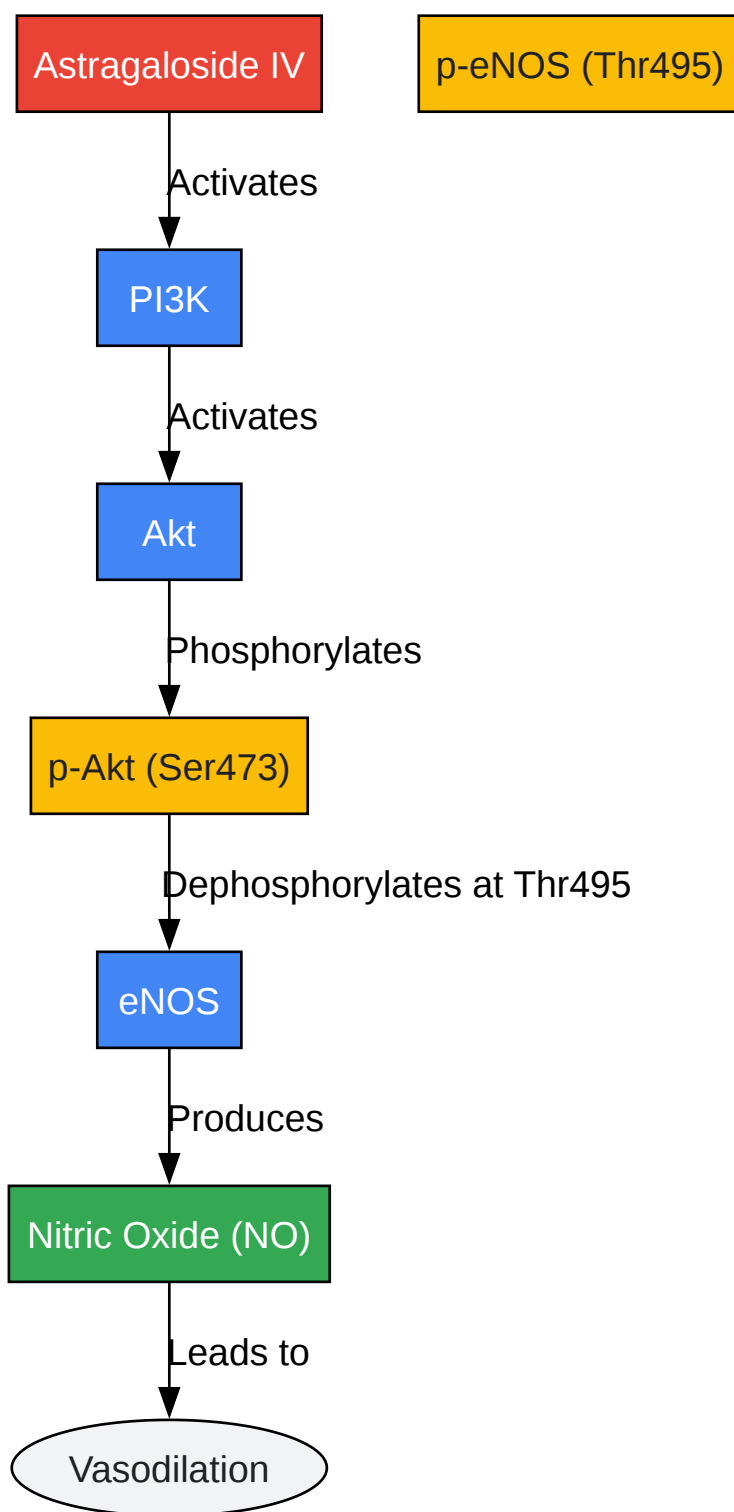 Astragaloside IV
p-eNOS (Thr495)
Activates
PI3K
Activates
Akt
Phosphorylates
p-Akt (Ser473)
Dephosphorylates at Thr495
eNOS
Produces
Nitric Oxide (NO)
Leads to
Vasodilation